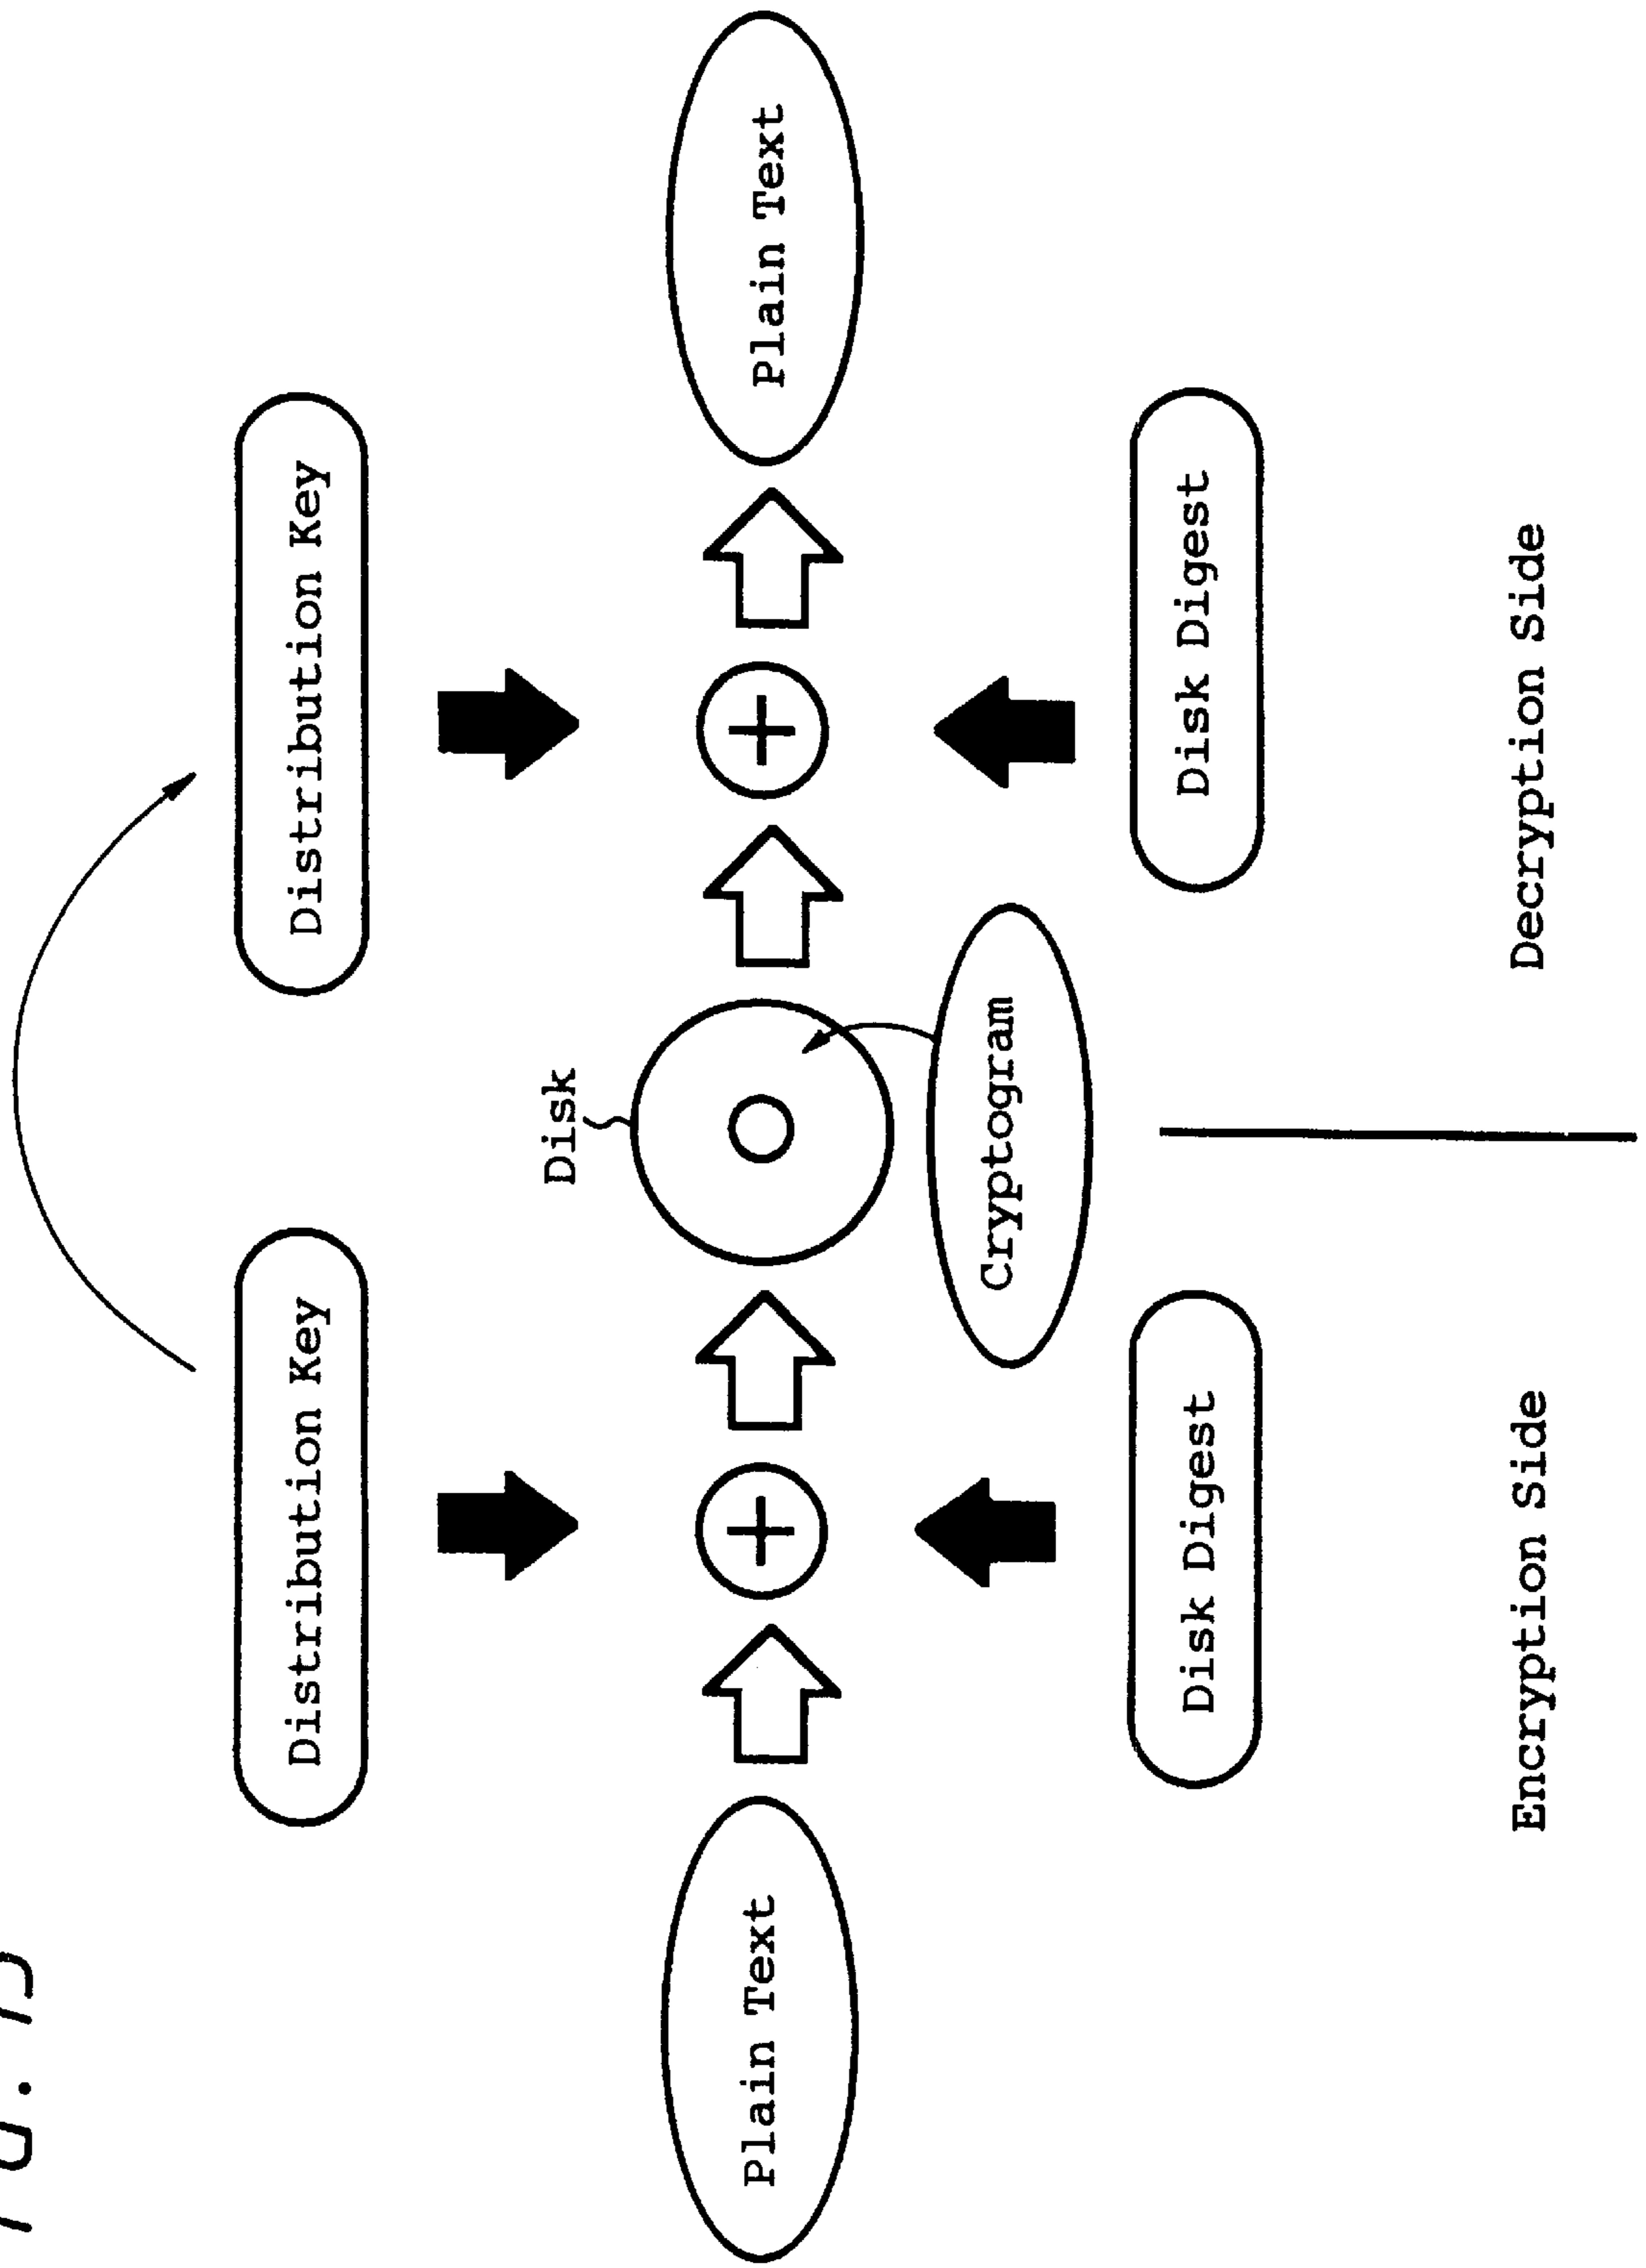 Distribution Key
Distribution Key
Disk
Plain Text
Plain Text
Cryptogram
Disk Digest
Disk Digest
Encryption Side
Decryption Side